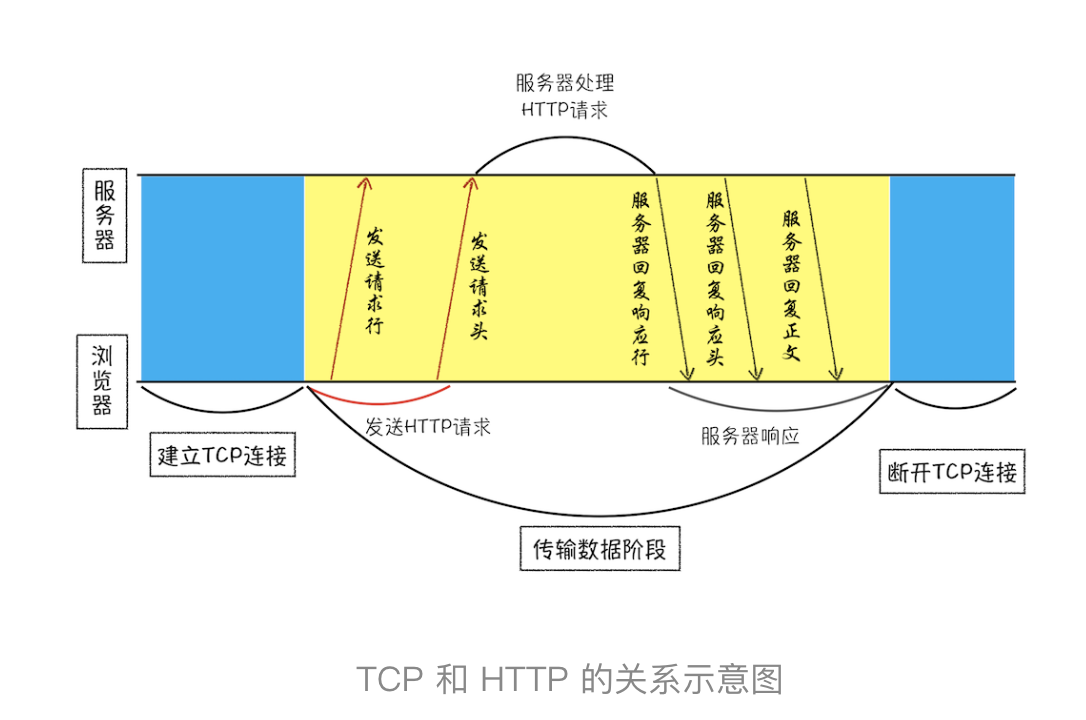 服务器处理
HTTP请求
服务器
发送请求行
发送请求头
服务器回复响应行
服务器回复响应头
服务器回复正文
浏览器
发送HTTP请求
服务器响应
建立TCP连接
断开TCP连接
传输数据阶段
TCP 和 HTTP 的关系示意图